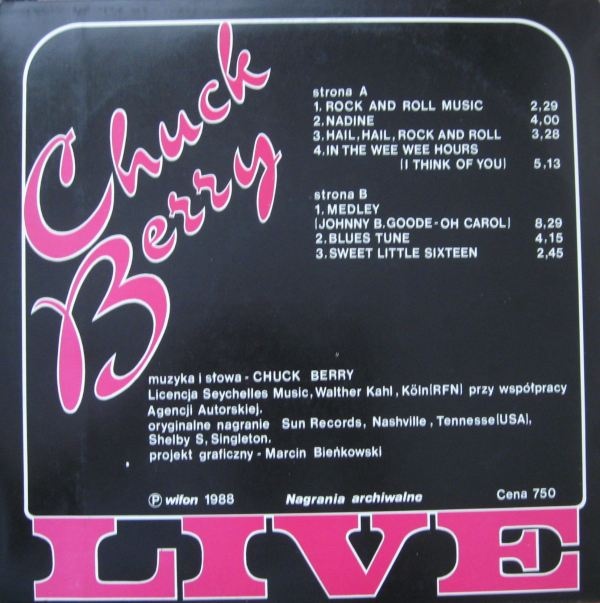 Chuck
Berry
strona A
1. ROCK AND ROLL MUSIC 2,29
2. NADINE 4,00
3. HAIL, HAIL, ROCK AND ROLL 3,28
4. IN THE WEE WEE HOURS
(I THINK OF YOU) 5.13
strona B
1. MEDLEY
(JOHNNY B. GOODE - OH CAROL) 8,29
2. BLUES TUNE 4,15
3. SWEET LITTLE SIXTEEN 2,45
muzyka i słowa - CHUCK BERRY
Licencja Seychelles Music, Walther Kahl, Köln(RFN) przy współpracy
Agencji Autorskiej.
oryginalne nagranie Sun Records, Nashville, Tennesse(USA),
Shelby S, Singleton.
projekt graficzny - Marcin Bieńkowski
Ⓟ wifon 1988 Nagrania archiwalne Cena 750
LIVE